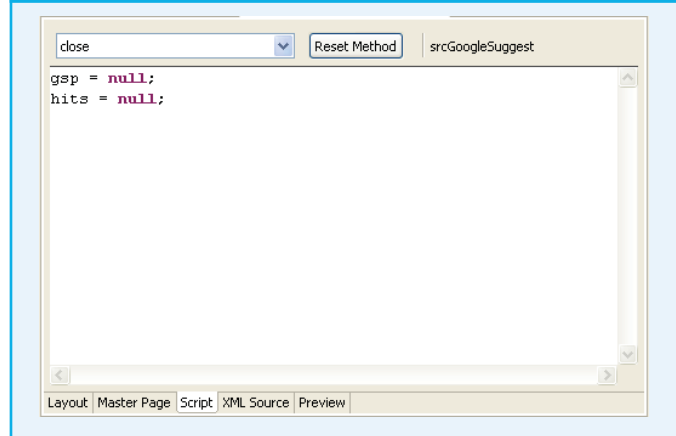 close Reset Method srcGoogleSuggest
gsp = null;
hits = null;
Layout Master Page Script XML Source Preview